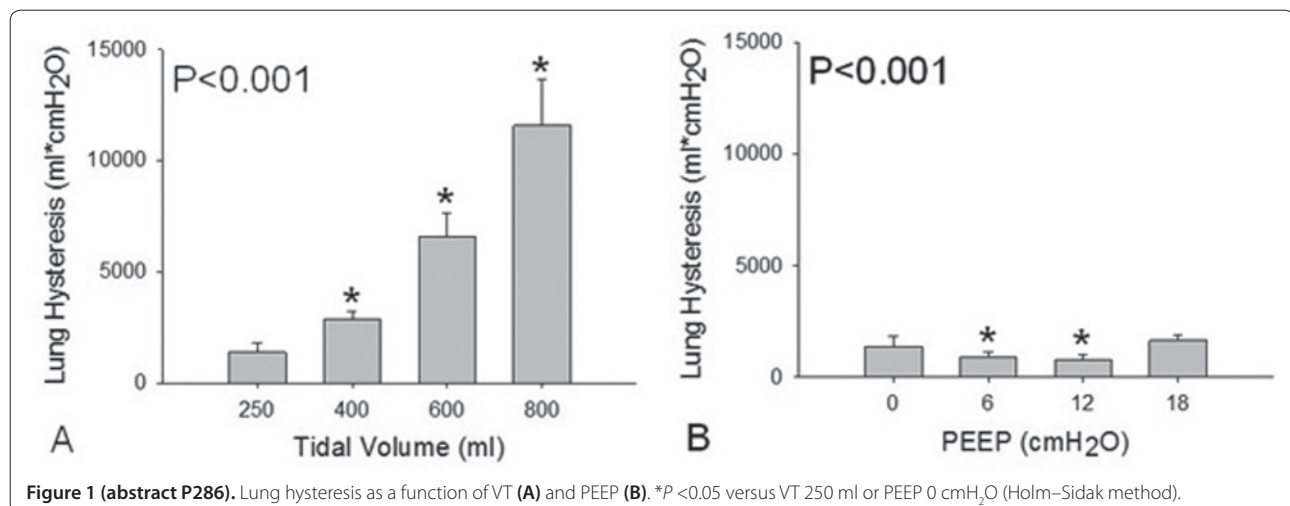 15000
P<0.001
10000
5000
0
Lung Hysteresis (ml*cmH2O)
*
*
*
250 400 600 800
Tidal Volume (ml)
A
15000
P<0.001
10000
5000
0
Lung Hysteresis (ml*cmH2O)
*
*
0 6 12 18
PEEP (cmH2O)
B
Figure 1 (abstract P286). Lung hysteresis as a function of VT (A) and PEEP (B). *P <0.05 versus VT 250 ml or PEEP 0 cmH2O (Holm–Sidak method).